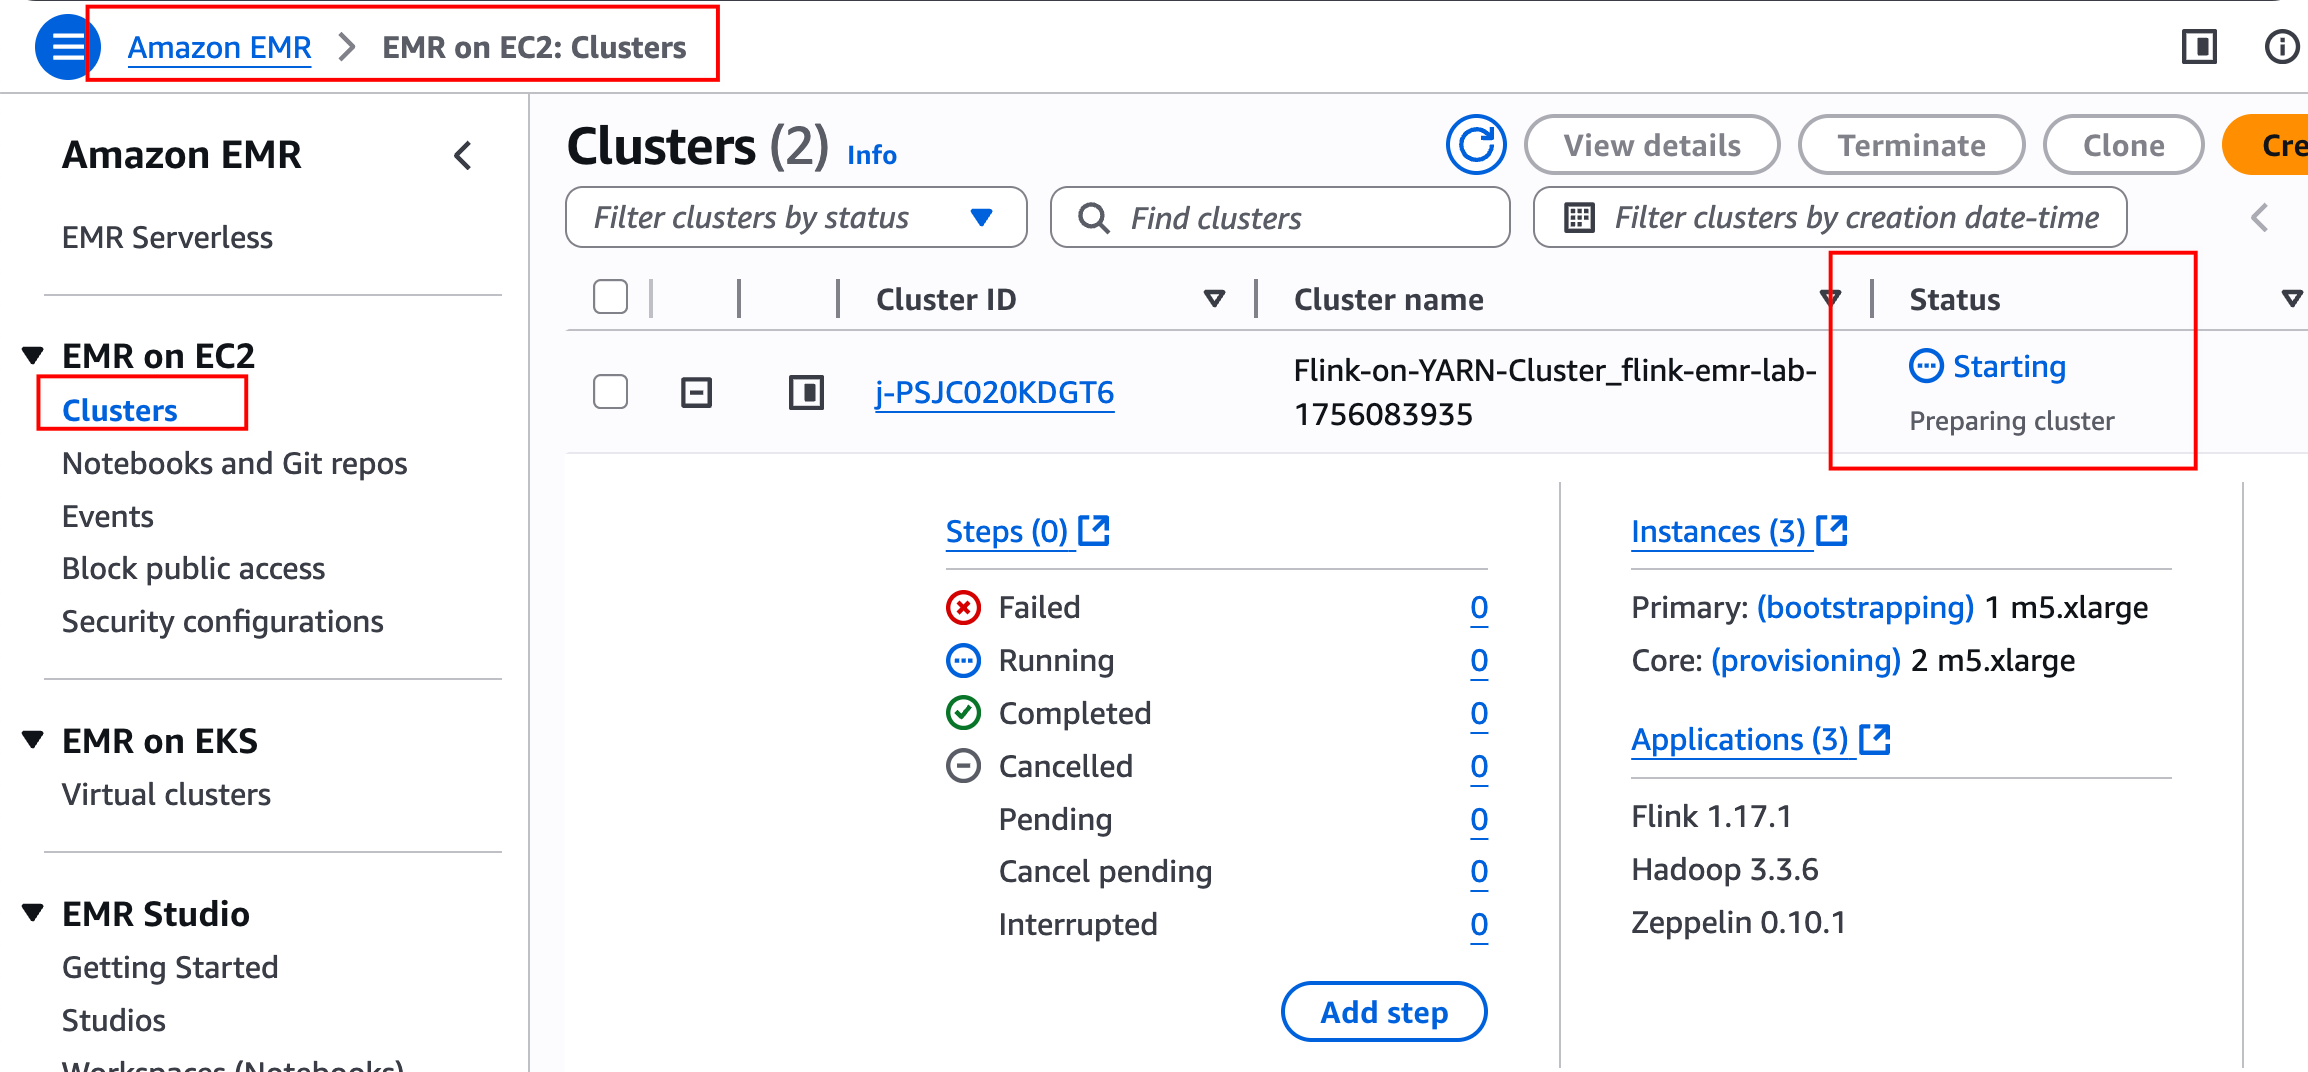 Amazon EMR > EMR on EC2: Clusters
Amazon EMR
EMR Serverless
EMR on EC2
Clusters
Notebooks and Git repos
Events
Block public access
Security configurations
EMR on EKS
Virtual clusters
EMR Studio
Getting Started
Studios
Workspaces (Notebooks)
Clusters (2) Info
View details
Terminate
Clone
Cre
Filter clusters by status
Find clusters
Filter clusters by creation date-time
Cluster ID
Cluster name
Status
j-PSJC020KDGT6
Flink-on-YARN-Cluster_flink-emr-lab-
1756083935
Starting
Preparing cluster
Steps (0)
Failed 0
Running 0
Completed 0
Cancelled 0
Pending 0
Cancel pending 0
Interrupted 0
Add step
Instances (3)
Primary: (bootstrapping) 1 m5.xlarge
Core: (provisioning) 2 m5.xlarge
Applications (3)
Flink 1.17.1
Hadoop 3.3.6
Zeppelin 0.10.1